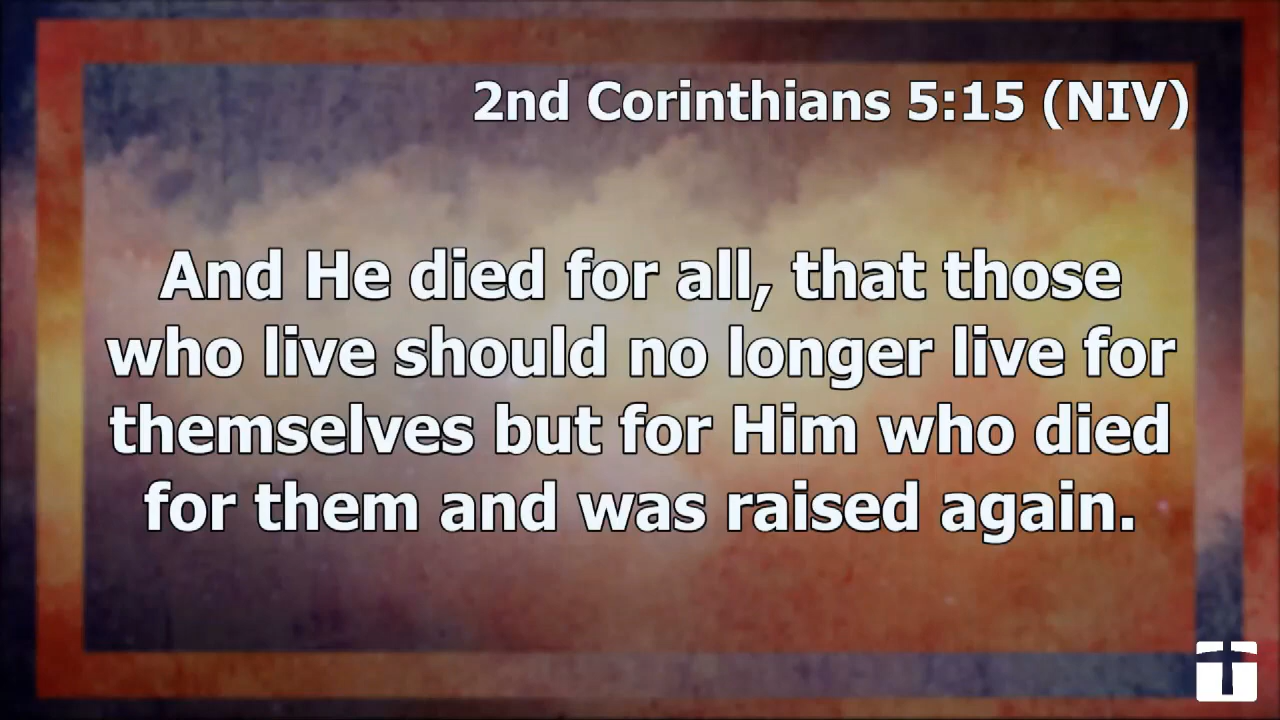 2nd Corinthians 5:15 (NIV)
And He died for all, that those
who live should no longer live for
themselves but for Him who died
for them and was raised again.